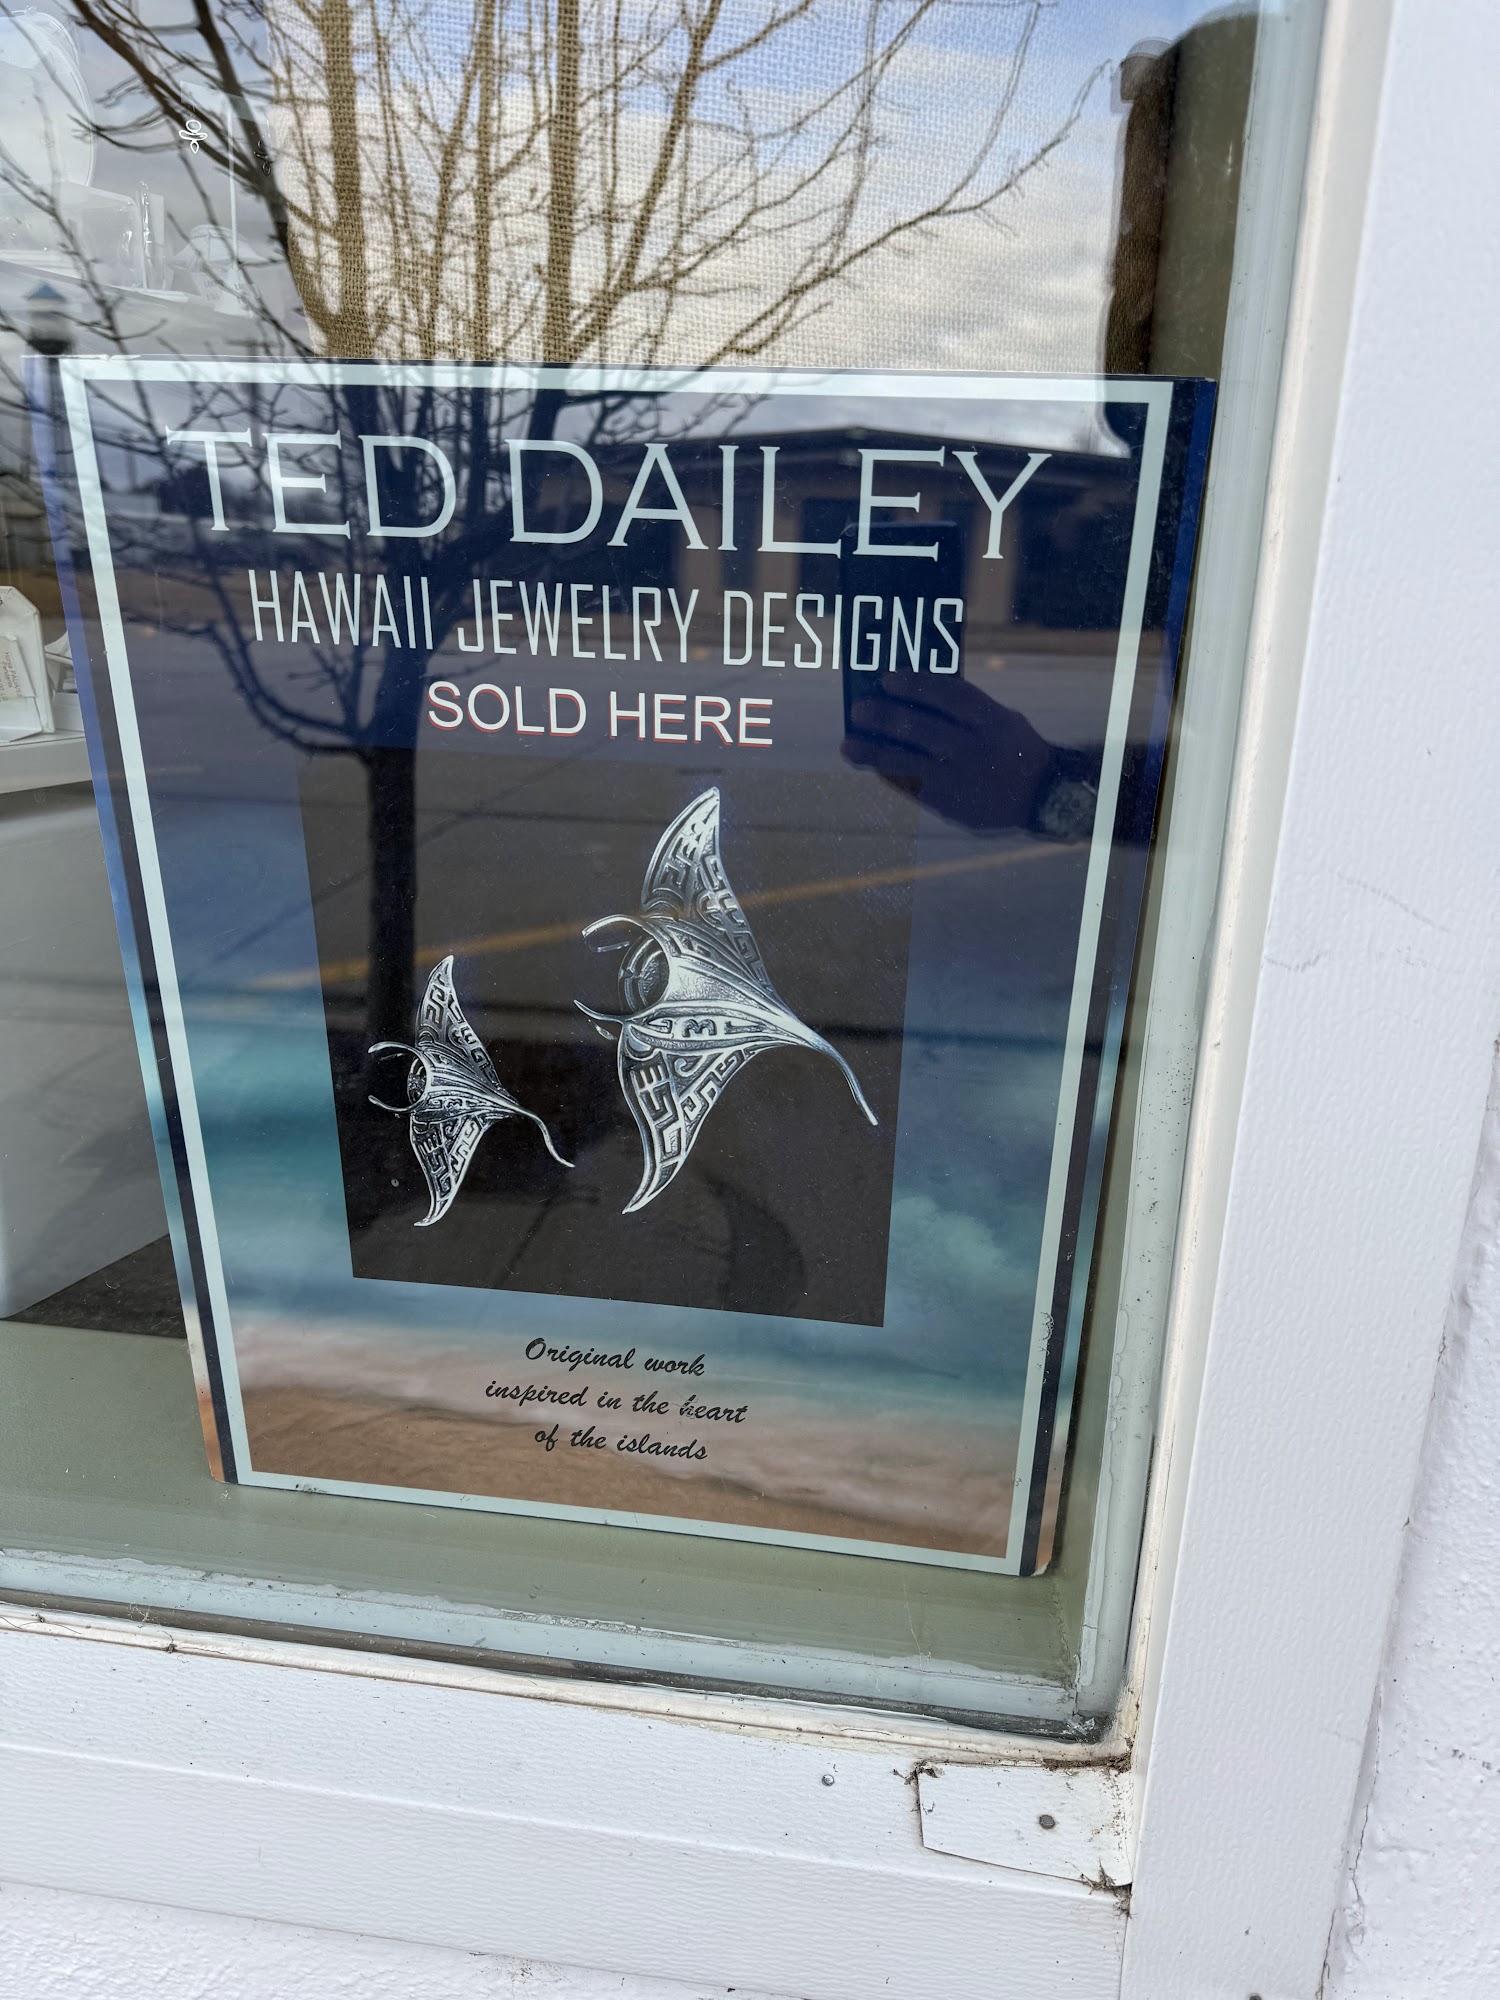 TED DAILEY
HAWAII JEWELRY DESIGNS
SOLD HERE
Original work
inspired in the heart
of the islands